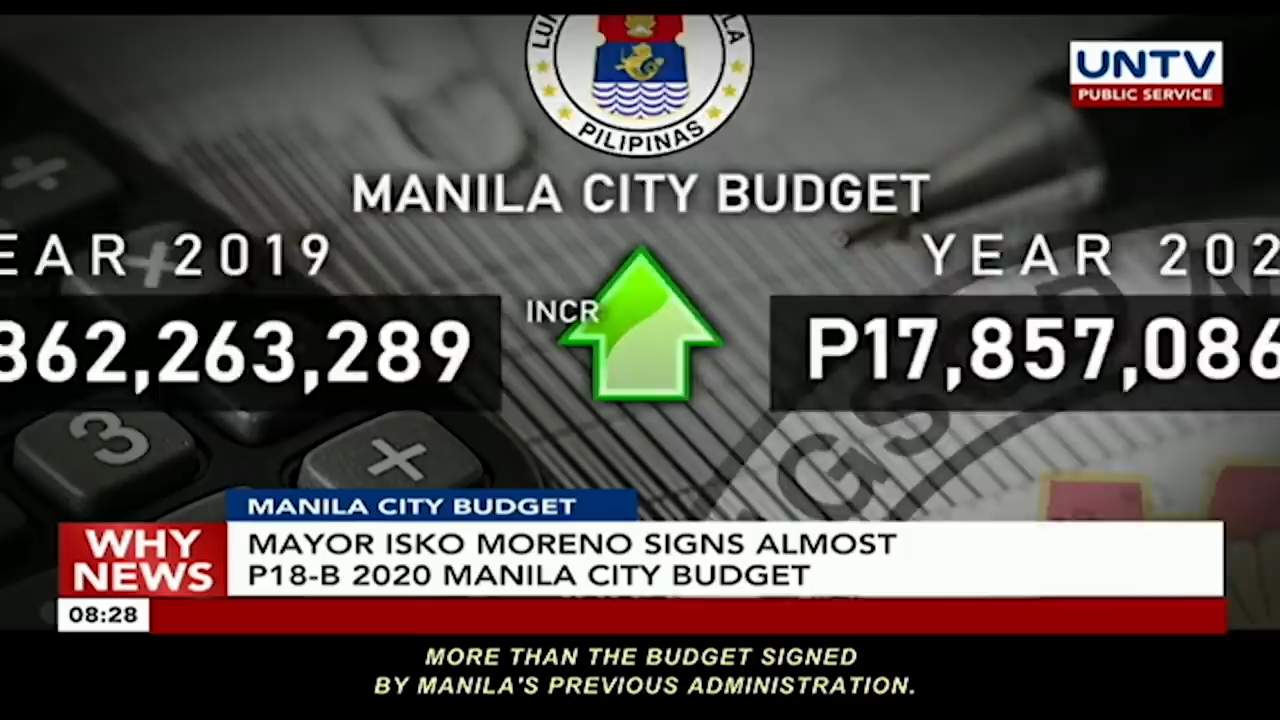 PILIPINAS
UNTV
PUBLIC SERVICE
MANILA CITY BUDGET
EAR 2019
YEAR 202
INCR
862,263,289
P17,857,086
3
MANILA CITY BUDGET
WHY
NEWS
MAYOR ISKO MORENO SIGNS ALMOST
P18-B 2020 MANILA CITY BUDGET
08:28
MORE THAN THE BUDGET SIGNED
BY MANILA'S PREVIOUS ADMINISTRATION.